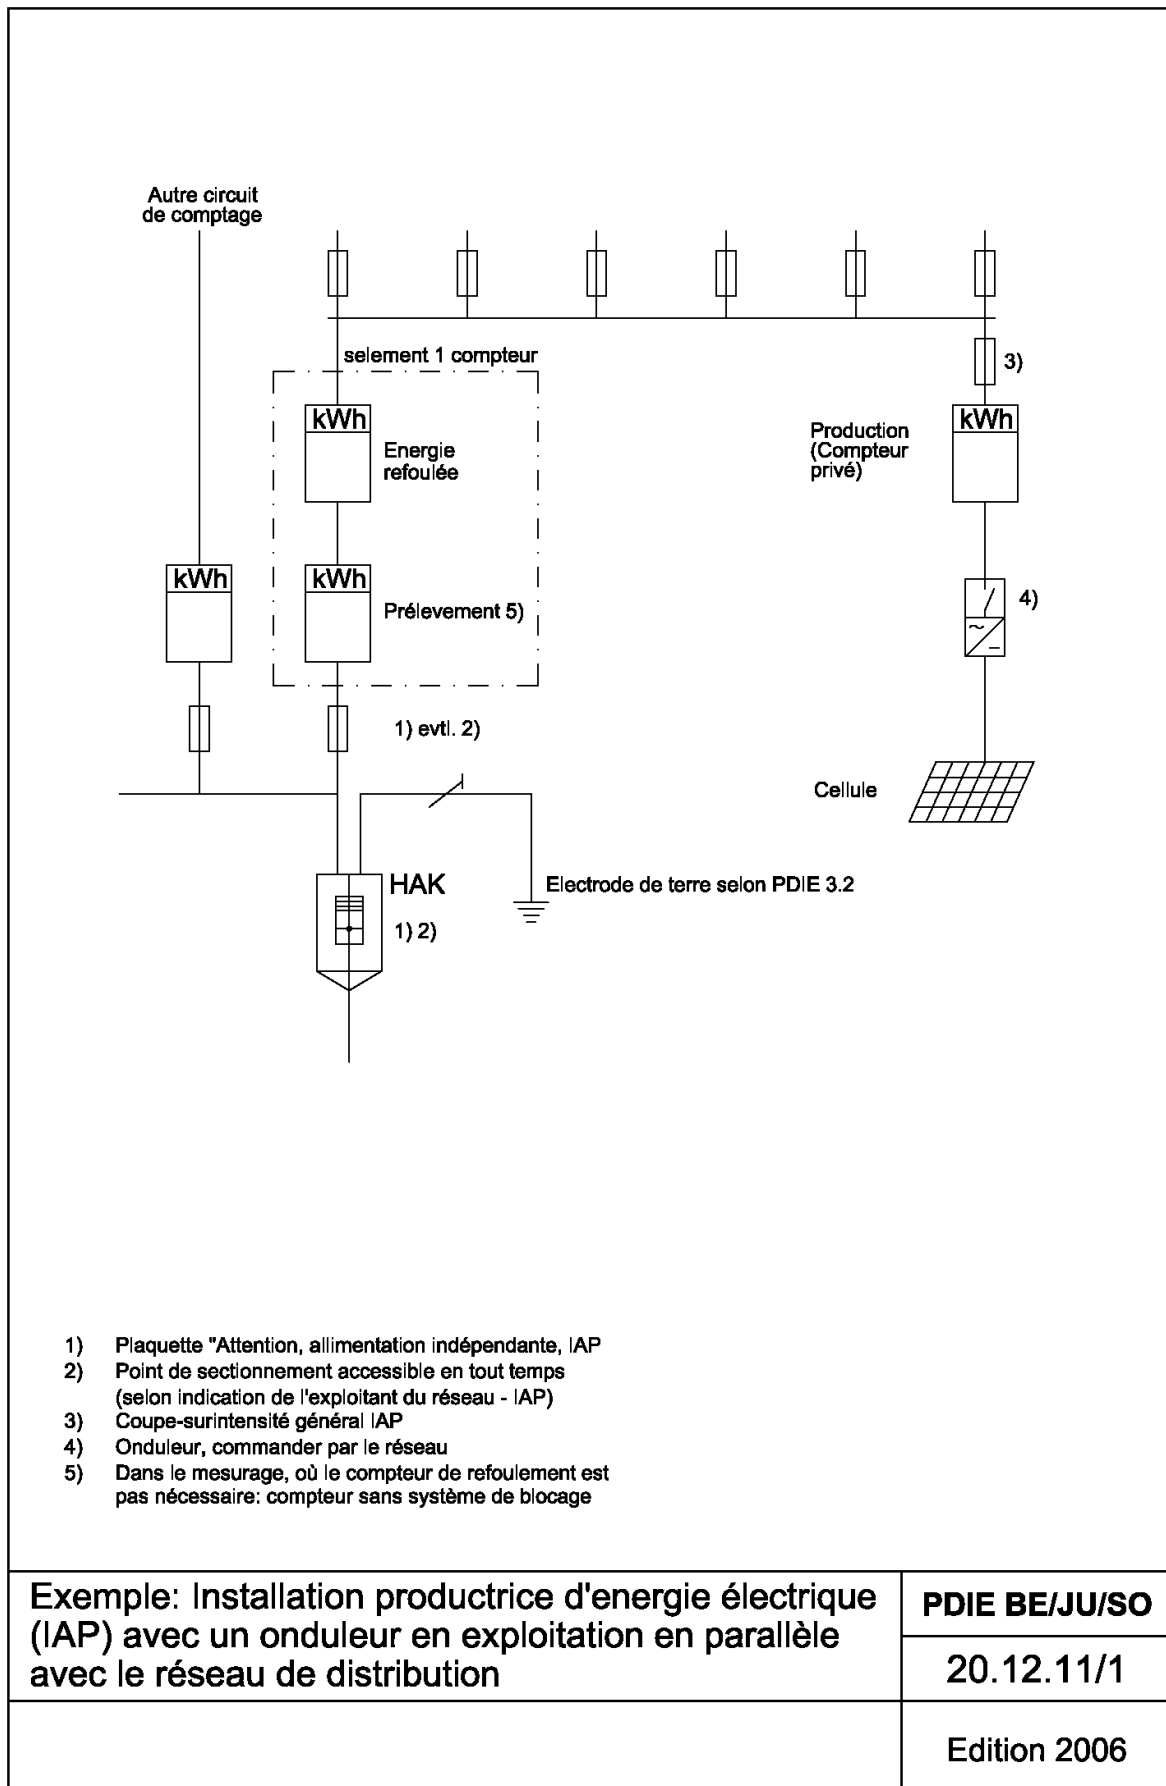 Autre circuit
de comptage
selement 1 compteur
3)
kWh
Energie
refoulée
Production
(Compteur
privé)
kWh
kWh
kWh
Prélevement 5)
4)
1) evtl. 2)
Cellule
HAK
Electrode de terre selon PDIE 3.2
1) 2)
1) Plaquette "Attention, allimentation indépendante, IAP
2) Point de sectionnement accessible en tout temps
(selon indication de l'exploitant du réseau - IAP)
3) Coupe-surintensité général IAP
4) Onduleur, commander par le réseau
5) Dans le mesurage, où le compteur de refoulement est
pas nécessaire: compteur sans système de blocage
Exemple: Installation productrice d'energie électrique
(IAP) avec un onduleur en exploitation en parallèle
avec le réseau de distribution
PDIE BE/JU/SO
20.12.11/1
Edition 2006